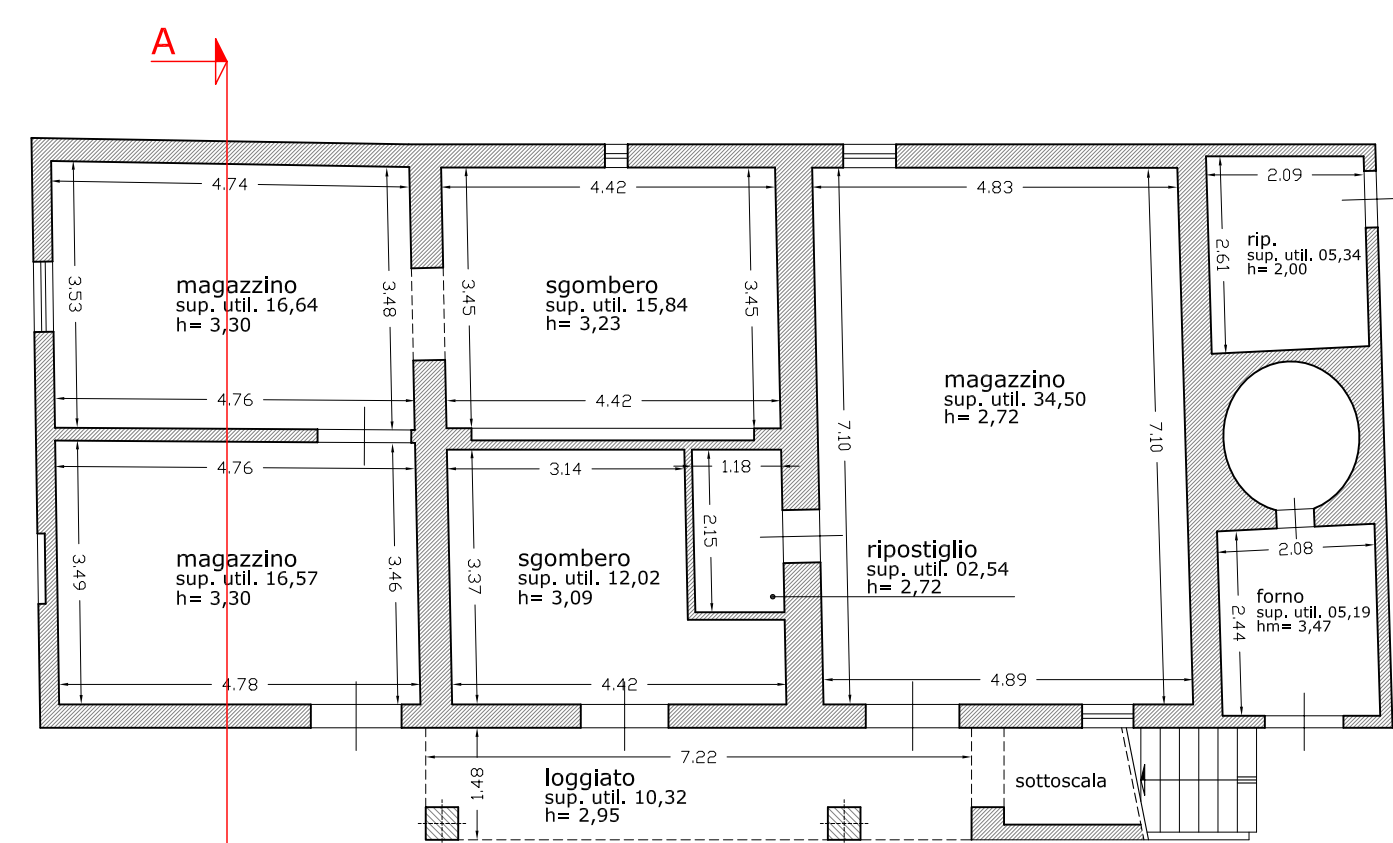 A
4.74
4.42
4.83
2.09
3.53
magazzino
sup. util. 16,64
h= 3,30
3.48
3.45
sgombero
sup. util. 15,84
h= 3,23
3.45
2.61
rip.
sup. util. 05,34
h= 2,00
4.76
4.42
7.10
magazzino
sup. util. 34,50
h= 2,72
7.10
4.76
3.14
1.18
3.49
magazzino
sup. util. 16,57
h= 3,30
3.46
3.37
sgombero
sup. util. 12,02
h= 3,09
2.15
ripostiglio
sup. util. 02,54
h= 2,72
2.08
2.44
forno
sup. util. 05,19
hm= 3,47
4.78
4.42
4.89
7.22
1.48
loggiato
sup. util. 10,32
h= 2,95
sottoscala